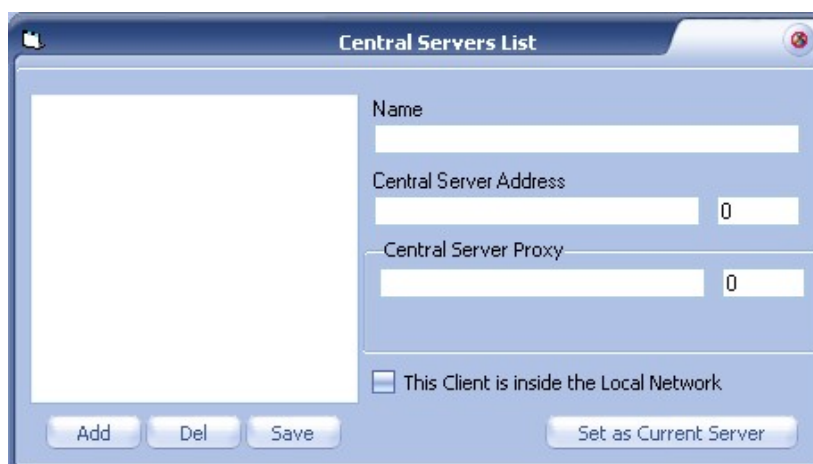 Central Servers List
Name
Central Server Address
0
Central Server Proxy
0
This Client is inside the Local Network
Add Del Save Set as Current Server